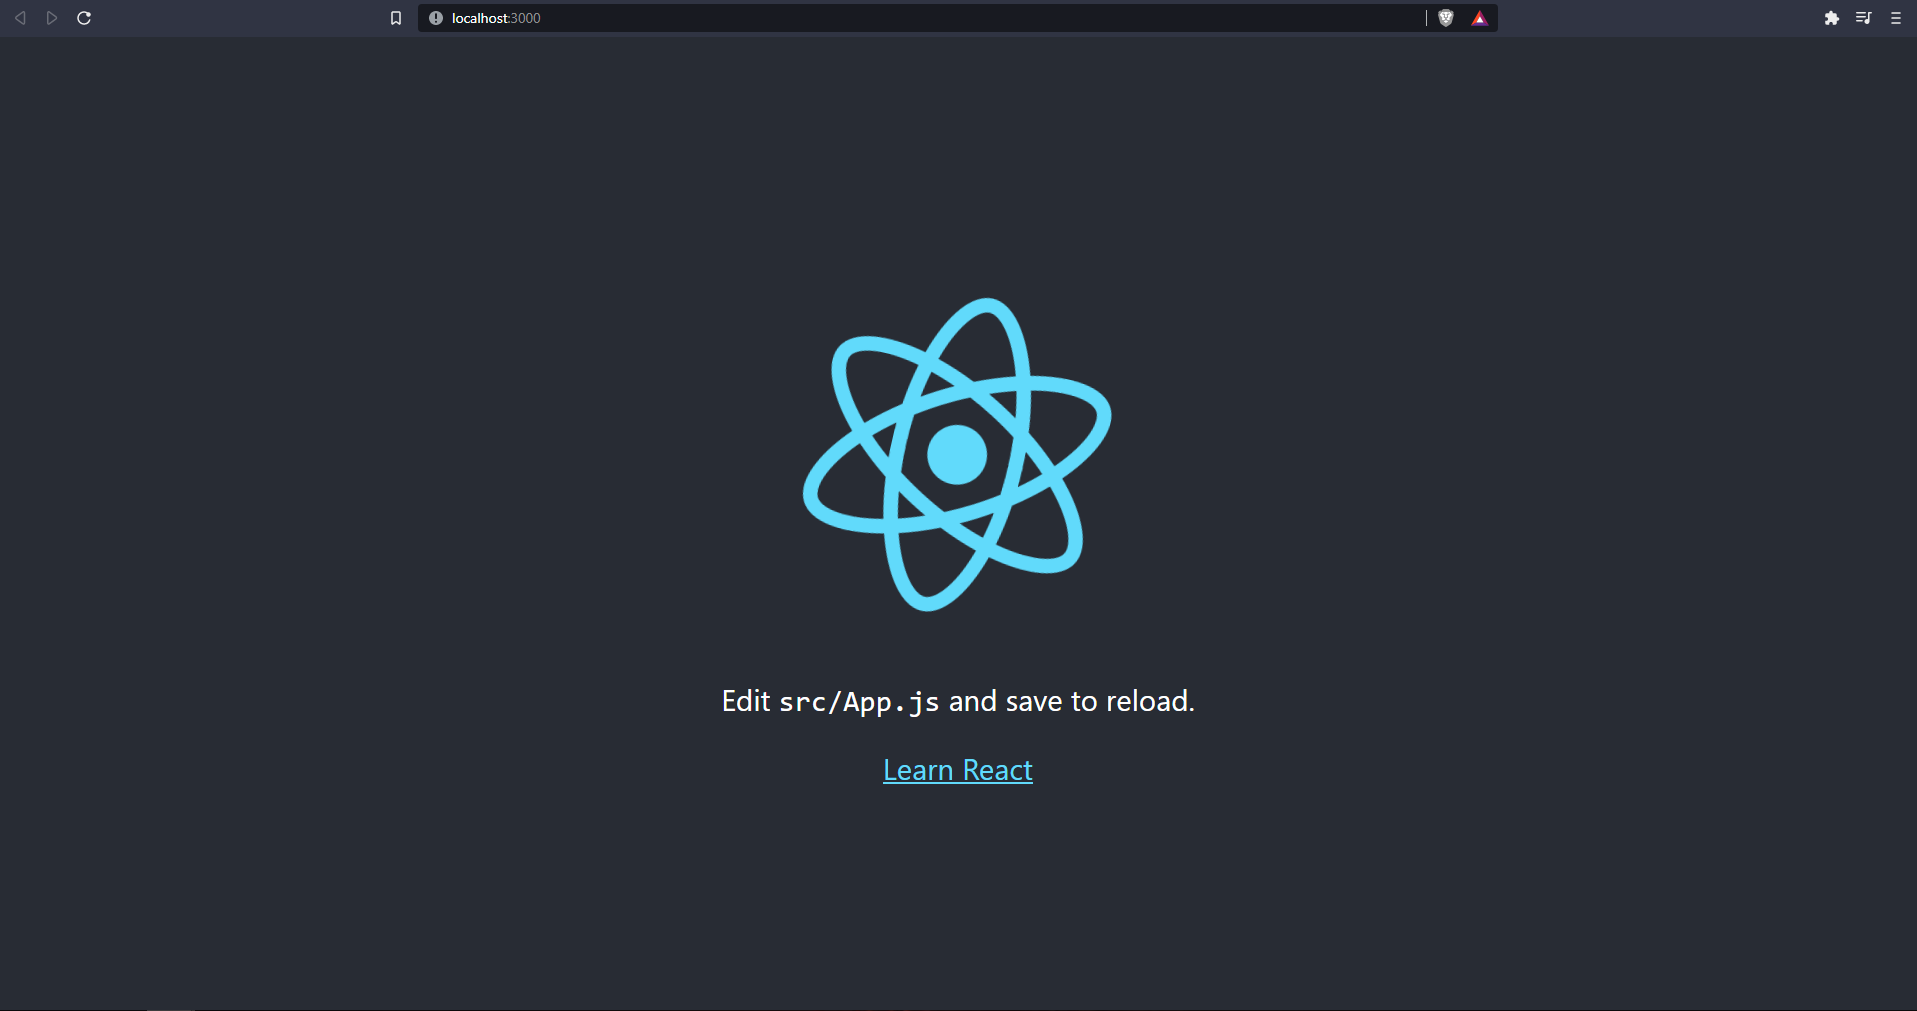 localhost:3000
Edit src/App.js and save to reload.
Learn React